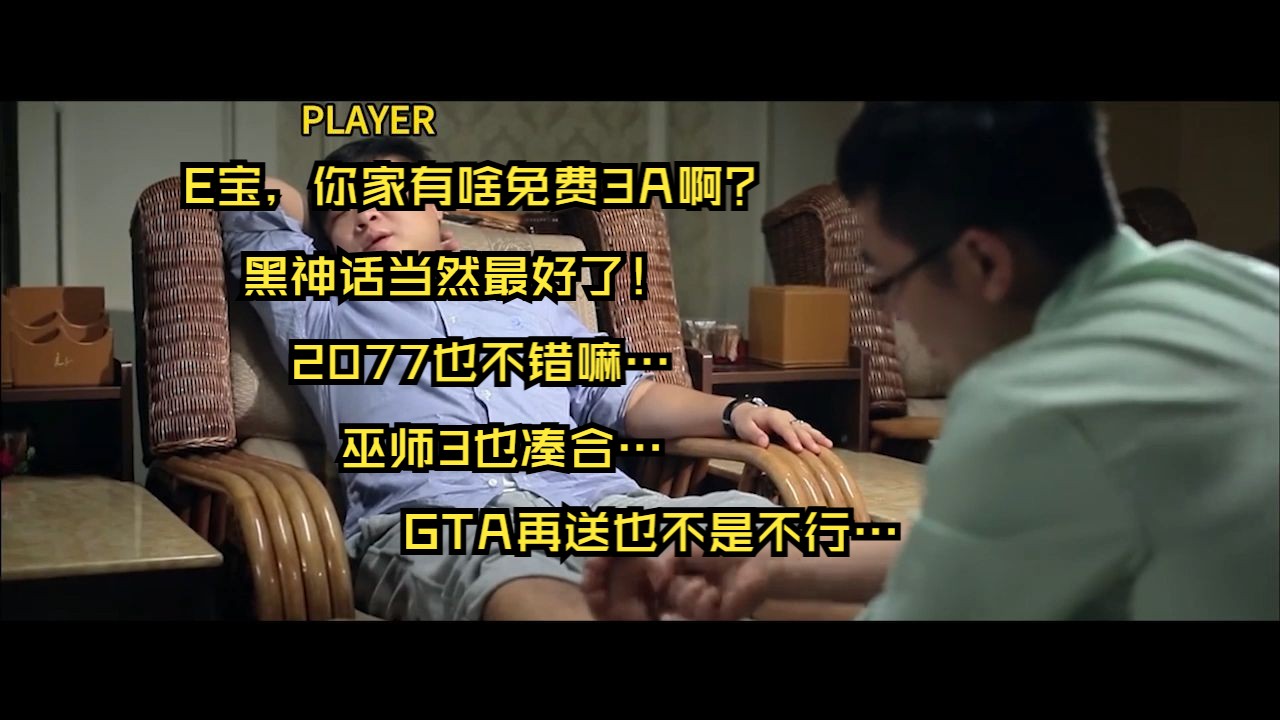 PLAYER
E宝，你家有啥免费3A啊？
黑神话当然最好了！
2077也不错嘛…
巫师3也凑合…
GTA再送也不是不行…